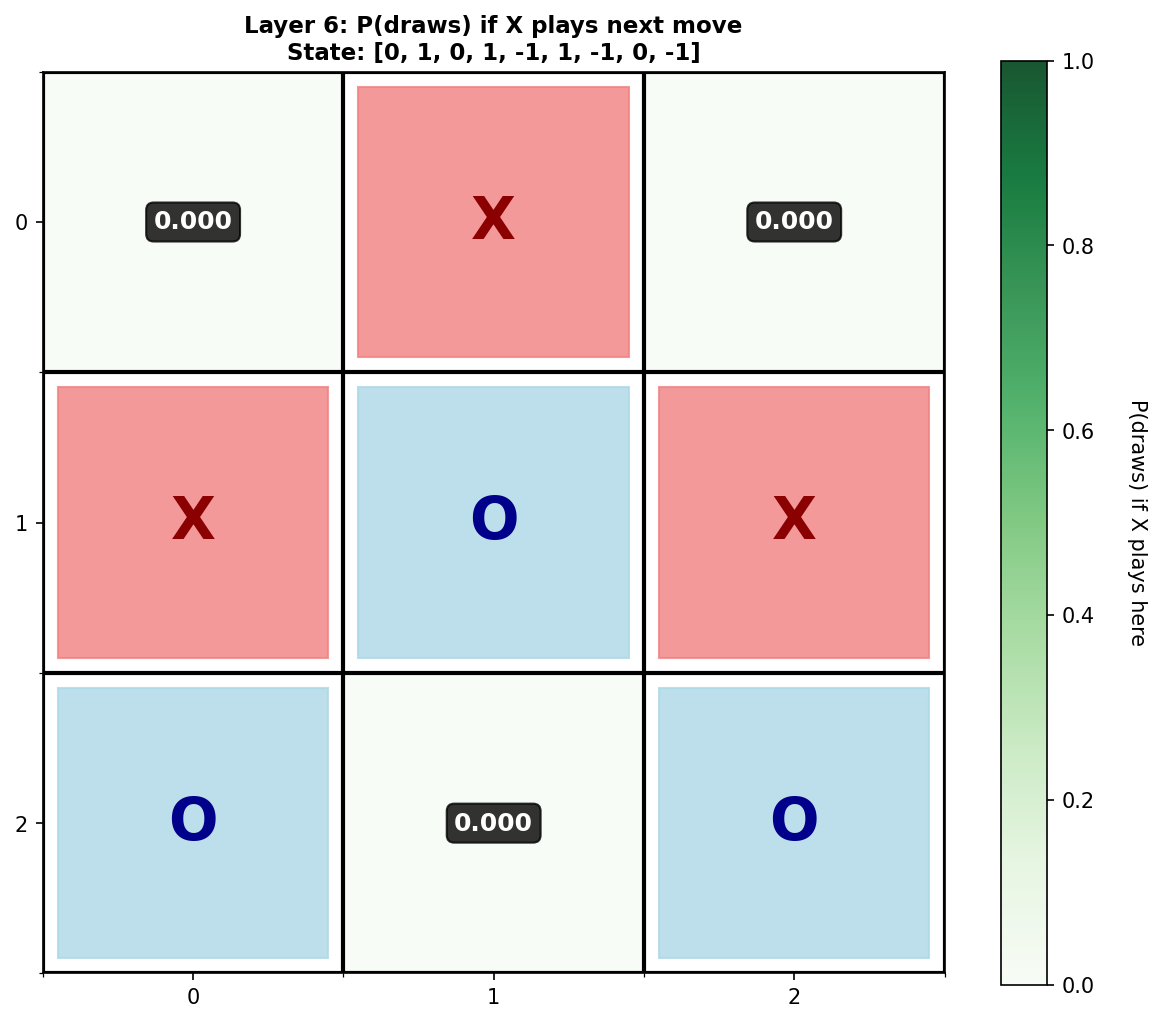 Layer 6: P(draws) if X plays next move
State: [0, 1, 0, 1, -1, 1, -1, 0, -1]
0.000
X
0.000
X
O
X
O
0.000
O
0
1
2
0
1
2
1.0
0.8
0.6
0.4
0.2
0.0
P(draws) if X plays here